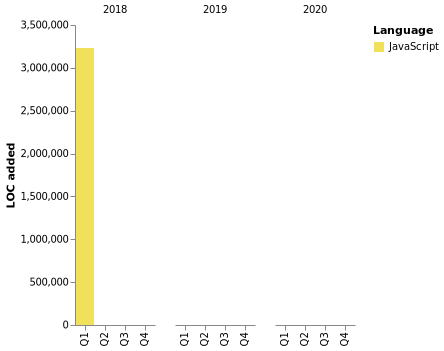 2018 2019 2020
Language
JavaScript
3,500,000
3,000,000
2,500,000
2,000,000
1,500,000
1,000,000
500,000
0
LOC added
Q1 Q2 Q3 Q4 Q1 Q2 Q3 Q4 Q1 Q2 Q3 Q4